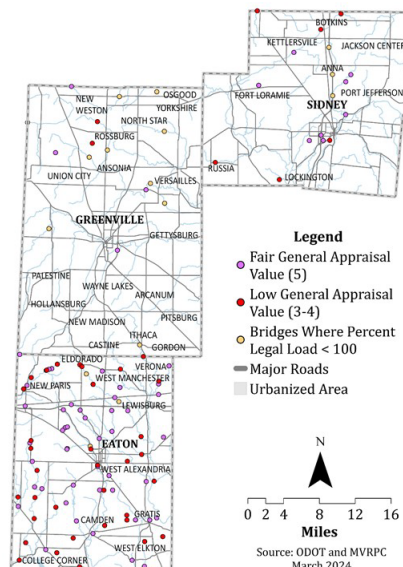 BOTKINS
KETTLERSVILE
JACKSON CENTER
ANNA
FORT LORAMIE
PORT JEFFERSON
SIDNEY
RUSSIA
LOCKINGTON
NEW
WESTON
OSGOOD
YORKSHIRE
NORTH STAR
ROSSBURG
ANSONIA
UNION CITY
VERSAILLES
GREENVILLE
GETTYSBURG
PALESTINE
WAYNE LAKES
ARCANUM
HOLLANSBURG
PITSBURG
NEW MADISON
ITHACA
CASTINE
GORDON
ELDORADO
VERONA
WEST MANCHESTER
NEW PARIS
LEWISBURG
EATON
WEST ALEXANDRIA
GRATIS
CAMDEN
WEST ELKTON
COLLEGE CORNER
Legend
Fair General Appraisal
Value (5)
Low General Appraisal
Value (3-4)
Bridges Where Percent
Legal Load < 100
Major Roads
Urbanized Area
N
0 2 4 8 12 16
Miles
Source: ODOT and MVRPC
March 2024